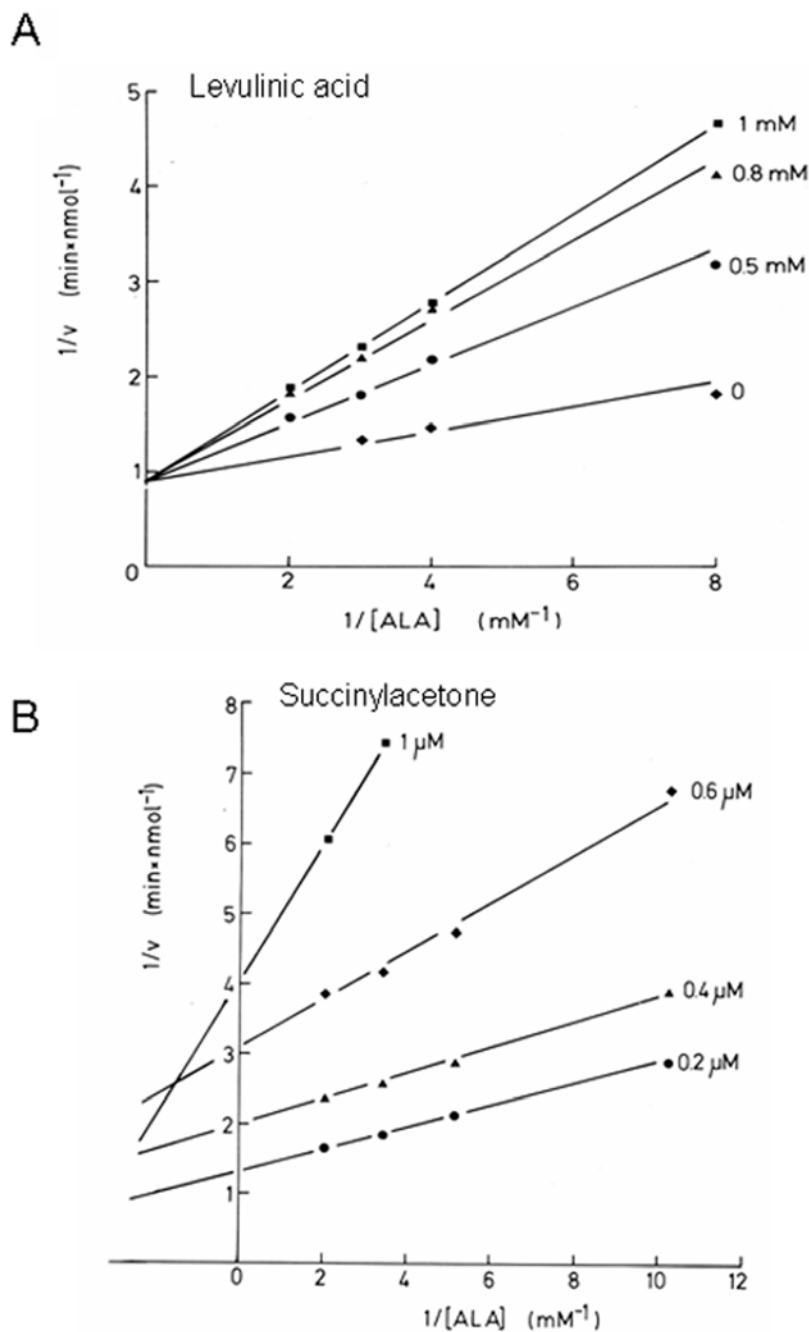 A
Levulinic acid
5
4
3
2
1
0
1/v (min×nmol⁻¹)
1 mM
0.8 mM
0.5 mM
0
2
4
6
8
1/[ALA] (mM⁻¹)
B
Succinylacetone
8
7
6
5
4
3
2
1
1/v (min×nmol⁻¹)
1 µM
0.6 µM
0.4 µM
0.2 µM
0
2
4
6
8
10
12
1/[ALA] (mM⁻¹)